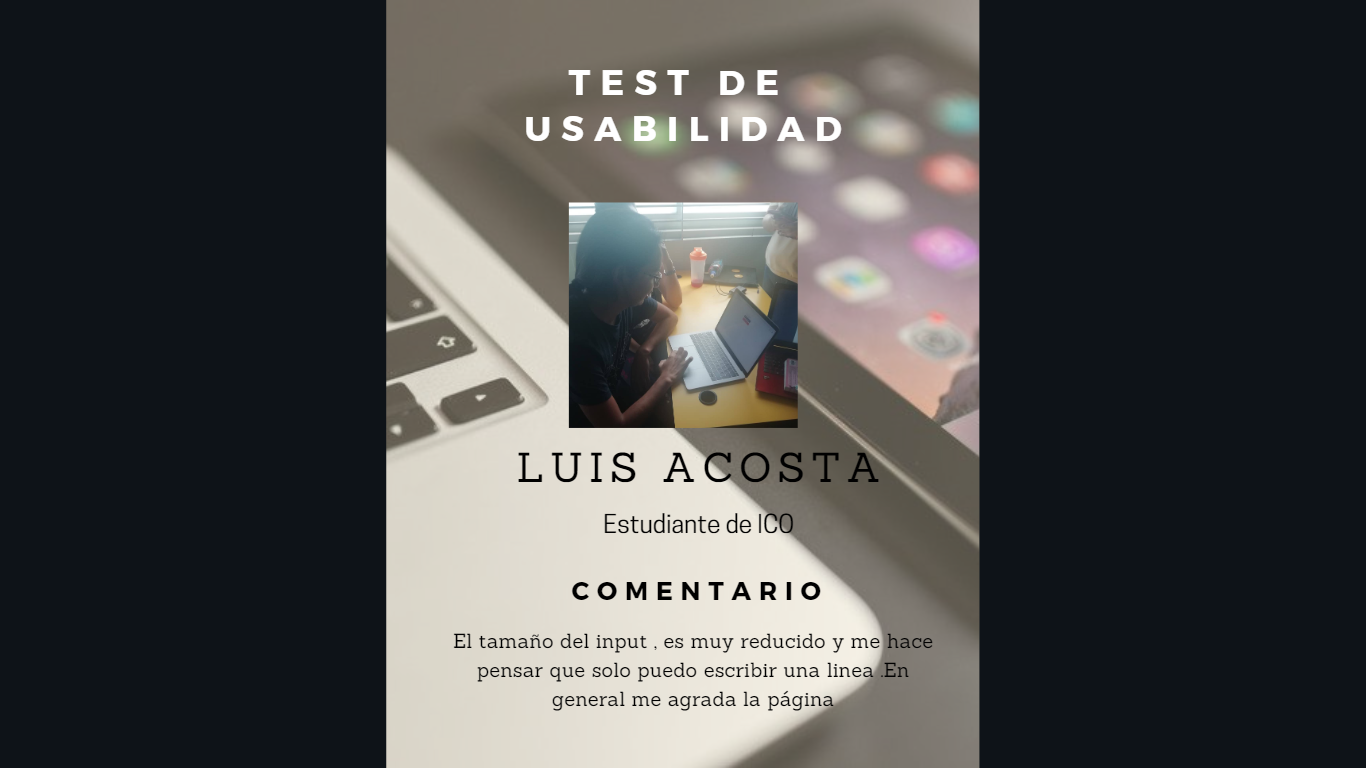 TEST DE
USABILIDAD
LUIS ACOSTA
Estudiante de ICO
COMENTARIO
El tamaño del input , es muy reducido y me hace
pensar que solo puedo escribir una linea .En
general me agrada la página